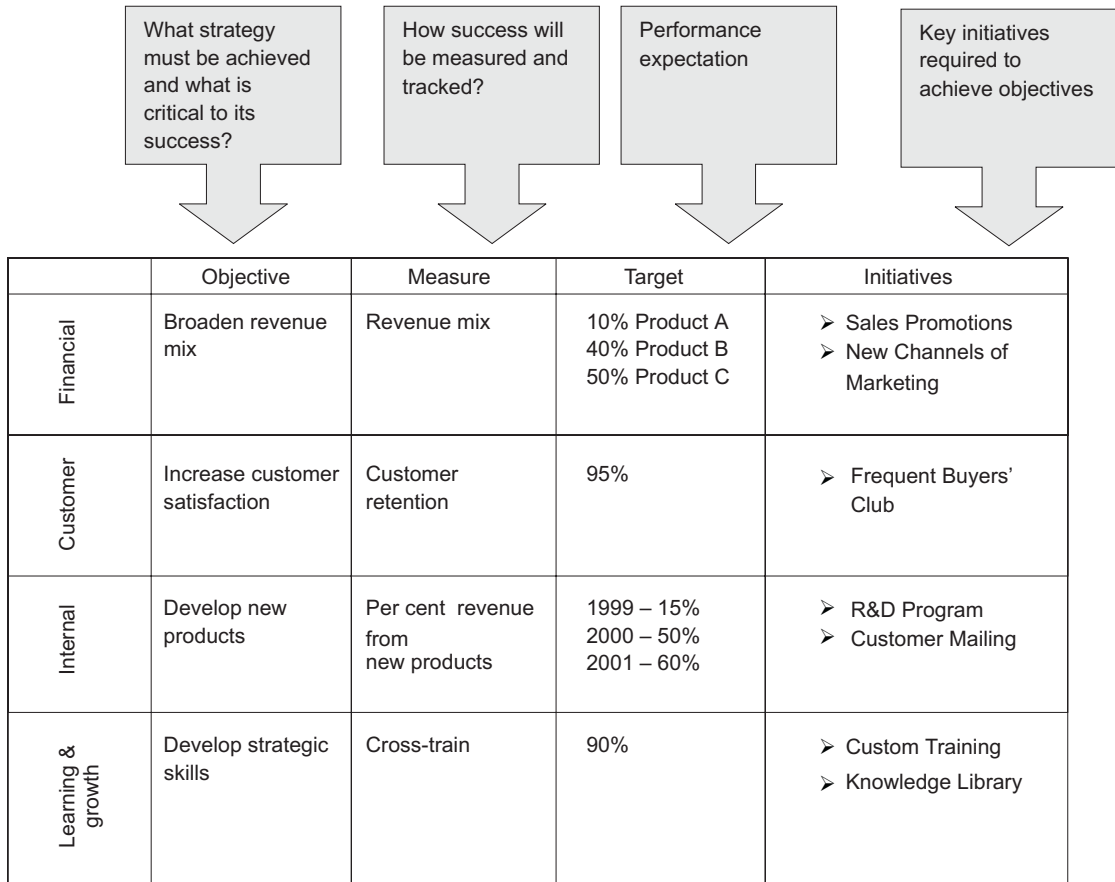 What strategy
must be achieved
and what is
critical to its
success?
How success will
be measured and
tracked?
Performance
expectation
Key initiatives
required to
achieve objectives
Objective
Measure
Target
Initiatives
Financial
Broaden revenue
mix
Revenue mix
10% Product A
40% Product B
50% Product C
➢ Sales Promotions
➢ New Channels of
Marketing
Customer
Increase customer
satisfaction
Customer
retention
95%
➢ Frequent Buyers’
Club
Internal
Develop new
products
Per cent revenue
from
new products
1999 – 15%
2000 – 50%
2001 – 60%
➢ R&D Program
➢ Customer Mailing
Learning &
growth
Develop strategic
skills
Cross-train
90%
➢ Custom Training
➢ Knowledge Library